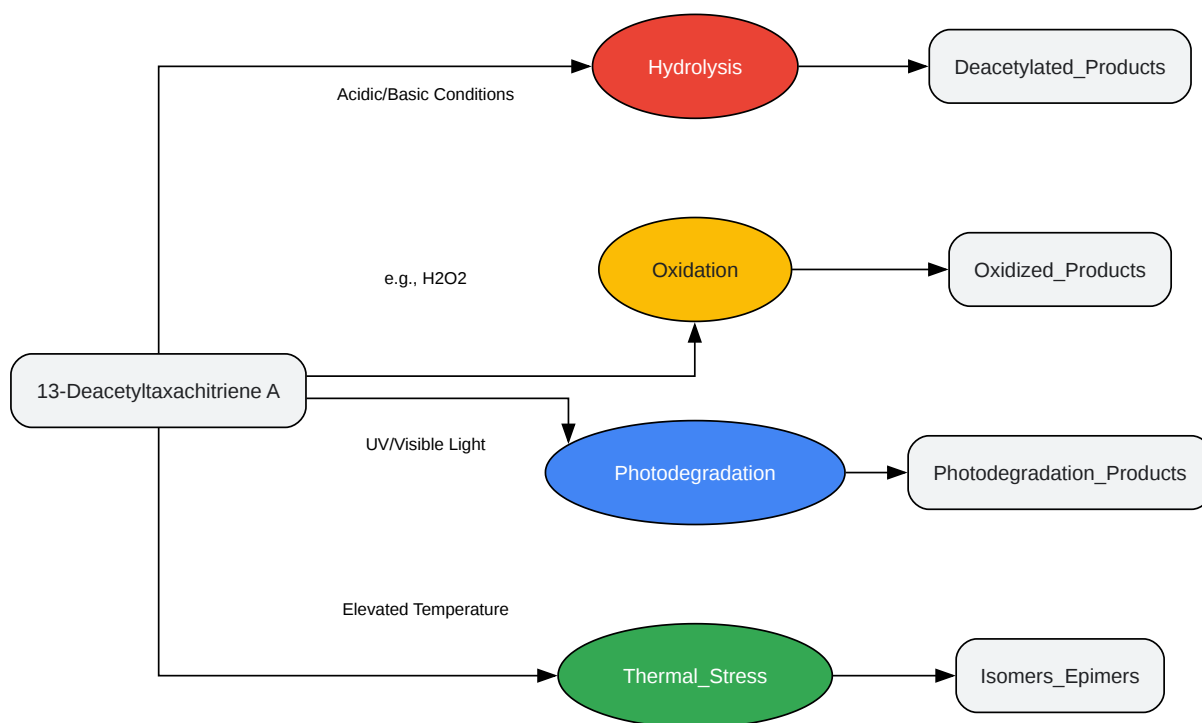 Hydrolysis
Deacetylated_Products
Acidic/Basic Conditions
Oxidation
Oxidized_Products
e.g., H2O2
13-Deacetyltaxachitriene A
UV/Visible Light
Photodegradation
Photodegradation_Products
Elevated Temperature
Thermal_Stress
Isomers_Epimers